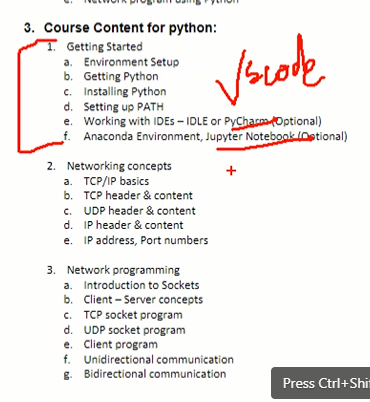 e. Network program using Python
3. Course Content for python:
1. Getting Started
a. Environment Setup
b. Getting Python
c. Installing Python
d. Setting up PATH
e. Working with IDEs – IDLE or PyCharm (Optional)
f. Anaconda Environment, Jupyter Notebook (Optional)
Vscode
2. Networking concepts
a. TCP/IP basics
b. TCP header & content
c. UDP header & content
d. IP header & content
e. IP address, Port numbers
3. Network programming
a. Introduction to Sockets
b. Client – Server concepts
c. TCP socket program
d. UDP socket program
e. Client program
f. Unidirectional communication
g. Bidirectional communication
Press Ctrl+Shi